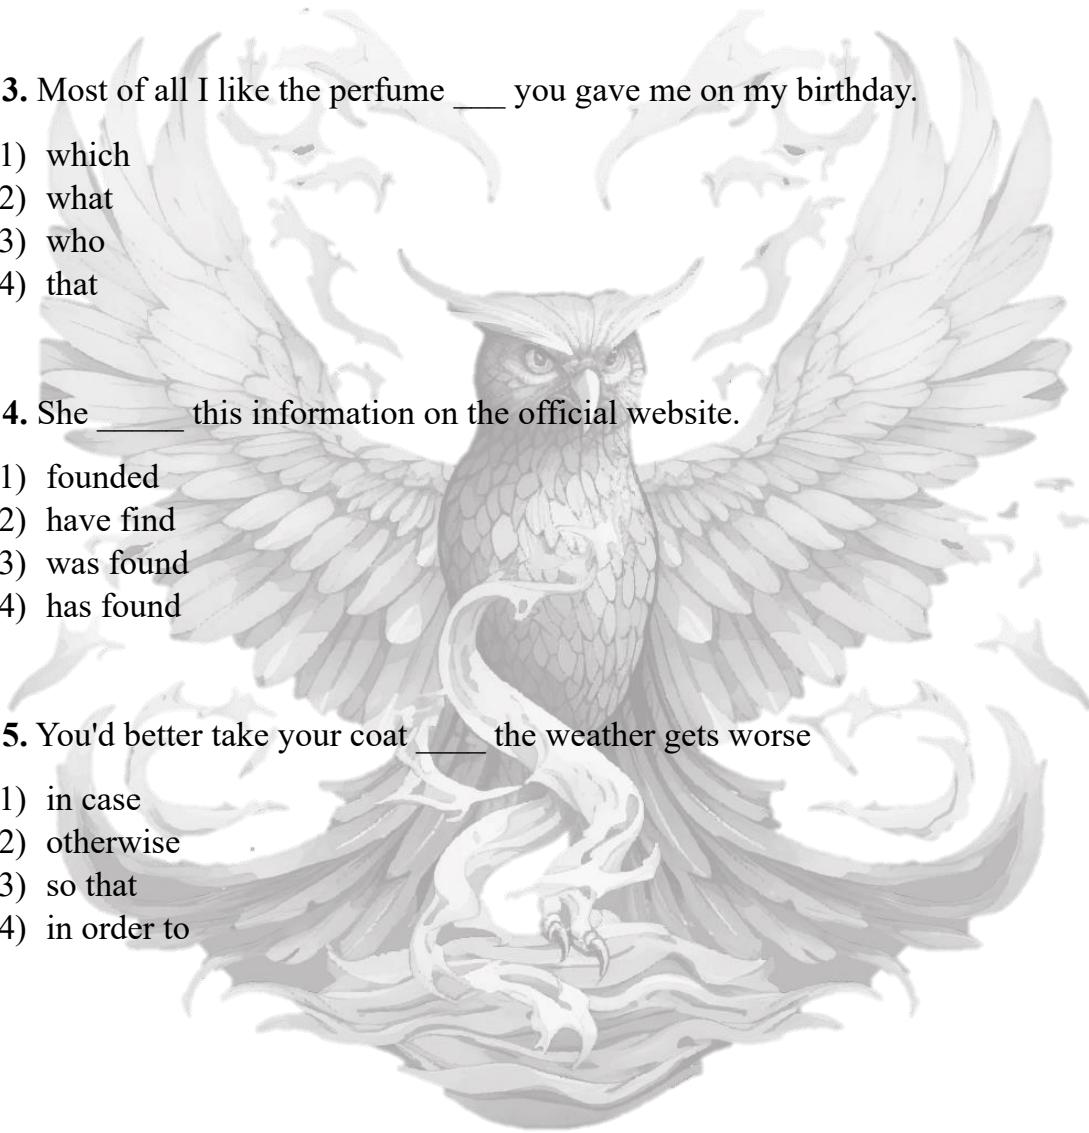 3. Most of all I like the perfume ___ you gave me on my birthday.
1) which
2) what
3) who
4) that
4. She _____ this information on the official website.
1) founded
2) have find
3) was found
4) has found
5. You'd better take your coat ____ the weather gets worse
1) in case
2) otherwise
3) so that
4) in order to